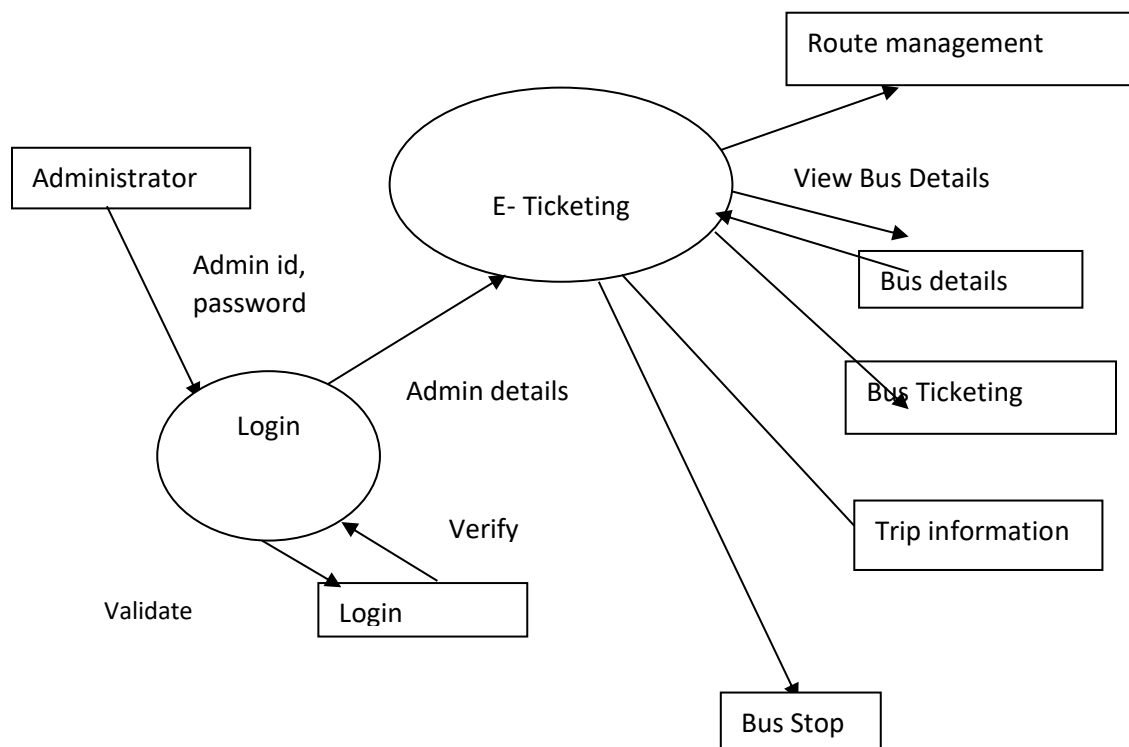 Route management
Administrator
View Bus Details
E- Ticketing
Admin id,
password
Bus details
Bus Ticketing
Admin details
Login
Verify
Trip information
Validate
Login
Bus Stop